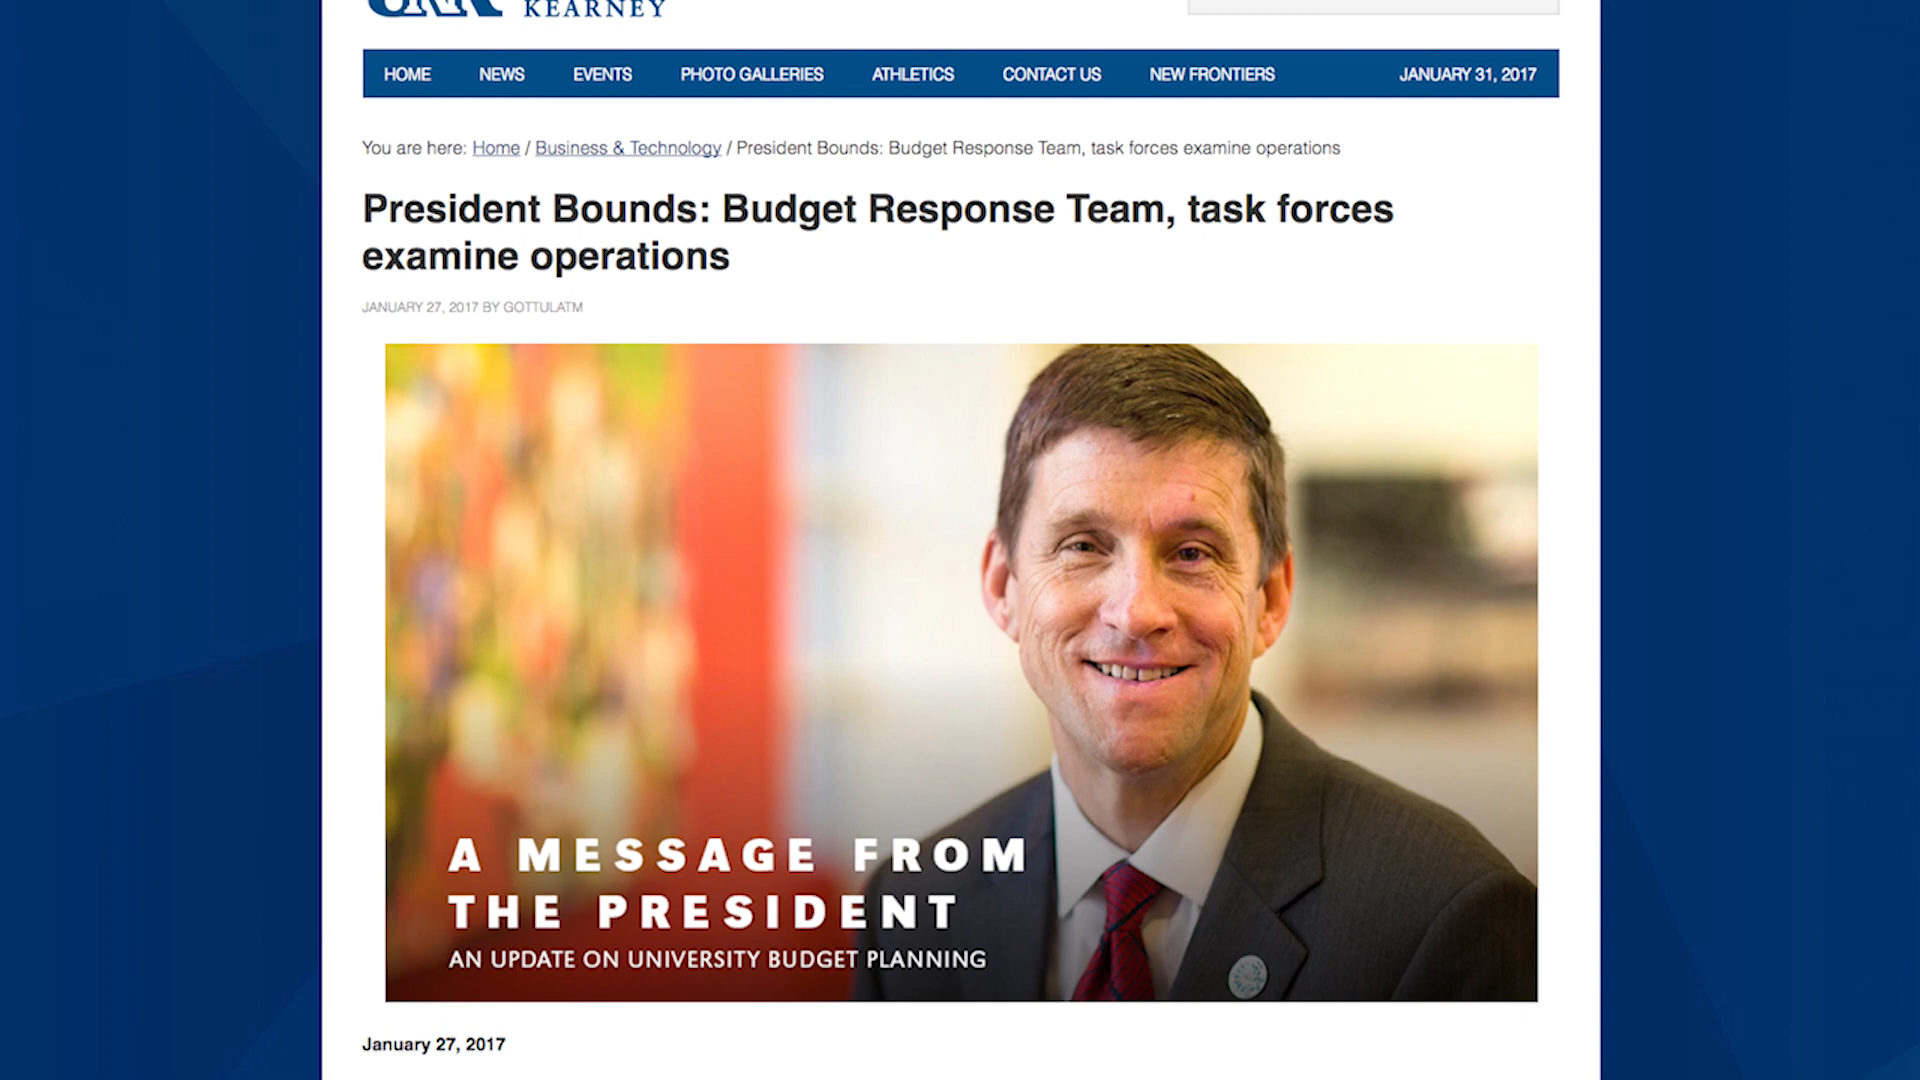 KEARNEY
HOME NEWS EVENTS PHOTO GALLERIES ATHLETICS CONTACT US NEW FRONTIERS JANUARY 31, 2017
You are here: Home / Business & Technology / President Bounds: Budget Response Team, task forces examine operations
President Bounds: Budget Response Team, task forces
examine operations
JANUARY 27, 2017 BY GOTTULATM
A MESSAGE FROM
THE PRESIDENT
AN UPDATE ON UNIVERSITY BUDGET PLANNING
January 27, 2017